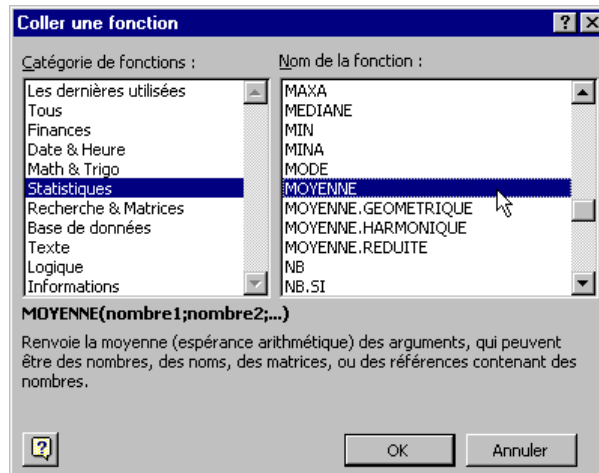 Coller une fonction
Catégorie de fonctions :
Les dernières utilisées
Tous
Finances
Date & Heure
Math & Trigo
Statistiques
Recherche & Matrices
Base de données
Texte
Logique
Informations
Nom de la fonction :
MAXA
MEDIANE
MIN
MINA
MODE
MOYENNE
MOYENNE.GEOMETRIQUE
MOYENNE.HARMONIQUE
MOYENNE.REDUITE
NB
NB.SI
MOYENNE(nombre1;nombre2;...)
Renvoie la moyenne (espérance arithmétique) des arguments, qui peuvent
être des nombres, des noms, des matrices, ou des références contenant des
nombres.
OK
Annuler